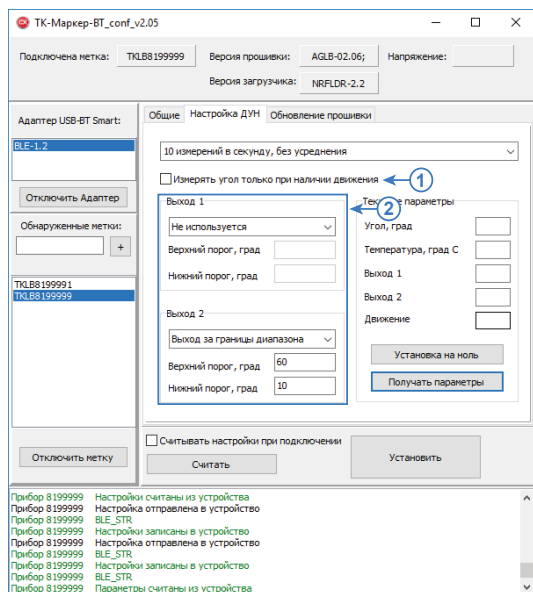 ТК-Маркер-BT_conf_v2.05
Подключена метка: TKLB8199999 Версия прошивки: AGLB-02.06; Напряжение:
Версия загрузчика: NRFLDR-2.2
Адаптер USB-BT Smart:
BLE-1.2
Отключить Адаптер
Обнаруженные метки:
+
TKLB8199991
TKLB8199999
Отключить метку
Общие Настройка ДУН Обновление прошивки
10 измерений в секунду, без усреднения
Измерять угол только при наличии движения 1
2
Выход 1
Не используется
Верхний порог, град
Нижний порог, град
Выход 2
Выход за границы диапазона
Верхний порог, град 60
Нижний порог, град 10
параметры
Угол, град
Температура, град С
Выход 1
Выход 2
Движение
Установка на ноль
Получать параметры
Считывать настройки при подключении
Считать
Установить
Прибор 8199999 Настройки считаны из устройства
Прибор 8199999 Настройка отправлена в устройство
Прибор 8199999 BLE_STR
Прибор 8199999 Настройки записаны в устройство
Прибор 8199999 Настройка отправлена в устройство
Прибор 8199999 BLE_STR
Прибор 8199999 Настройки записаны в устройство
Прибор 8199999 BLE_STR
Прибор 8199999 Параметры считаны из устройства